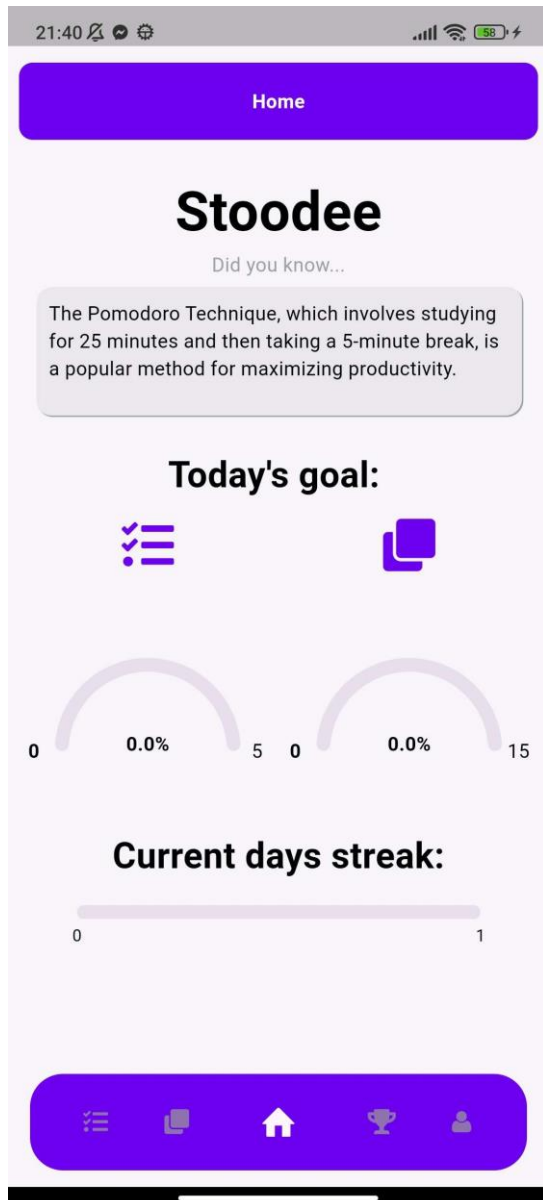 21:40 58
Home
Stoodee
Did you know...
The Pomodoro Technique, which involves studying
for 25 minutes and then taking a 5-minute break, is
a popular method for maximizing productivity.
Today's goal:
0 0.0% 5 0 0.0% 15
Current days streak:
0 1